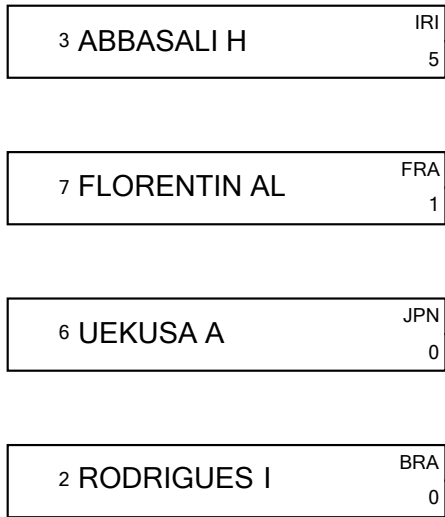 3 ABBASALI H IRI
5
7 FLORENTIN AL FRA
1
6 UEKUSA A JPN
0
2 RODRIGUES I BRA
0